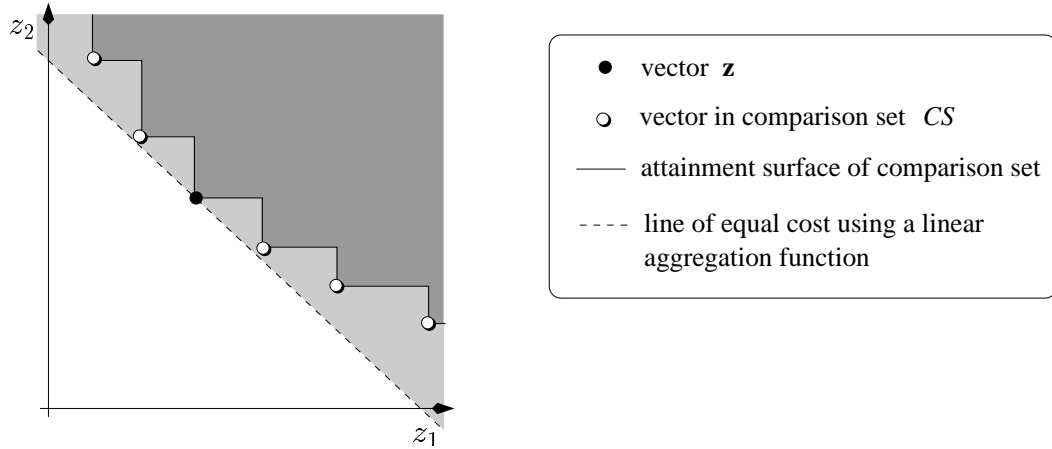 z2
z1
vector z
vector in comparison set CS
attainment surface of comparison set
line of equal cost using a linear
aggregation function